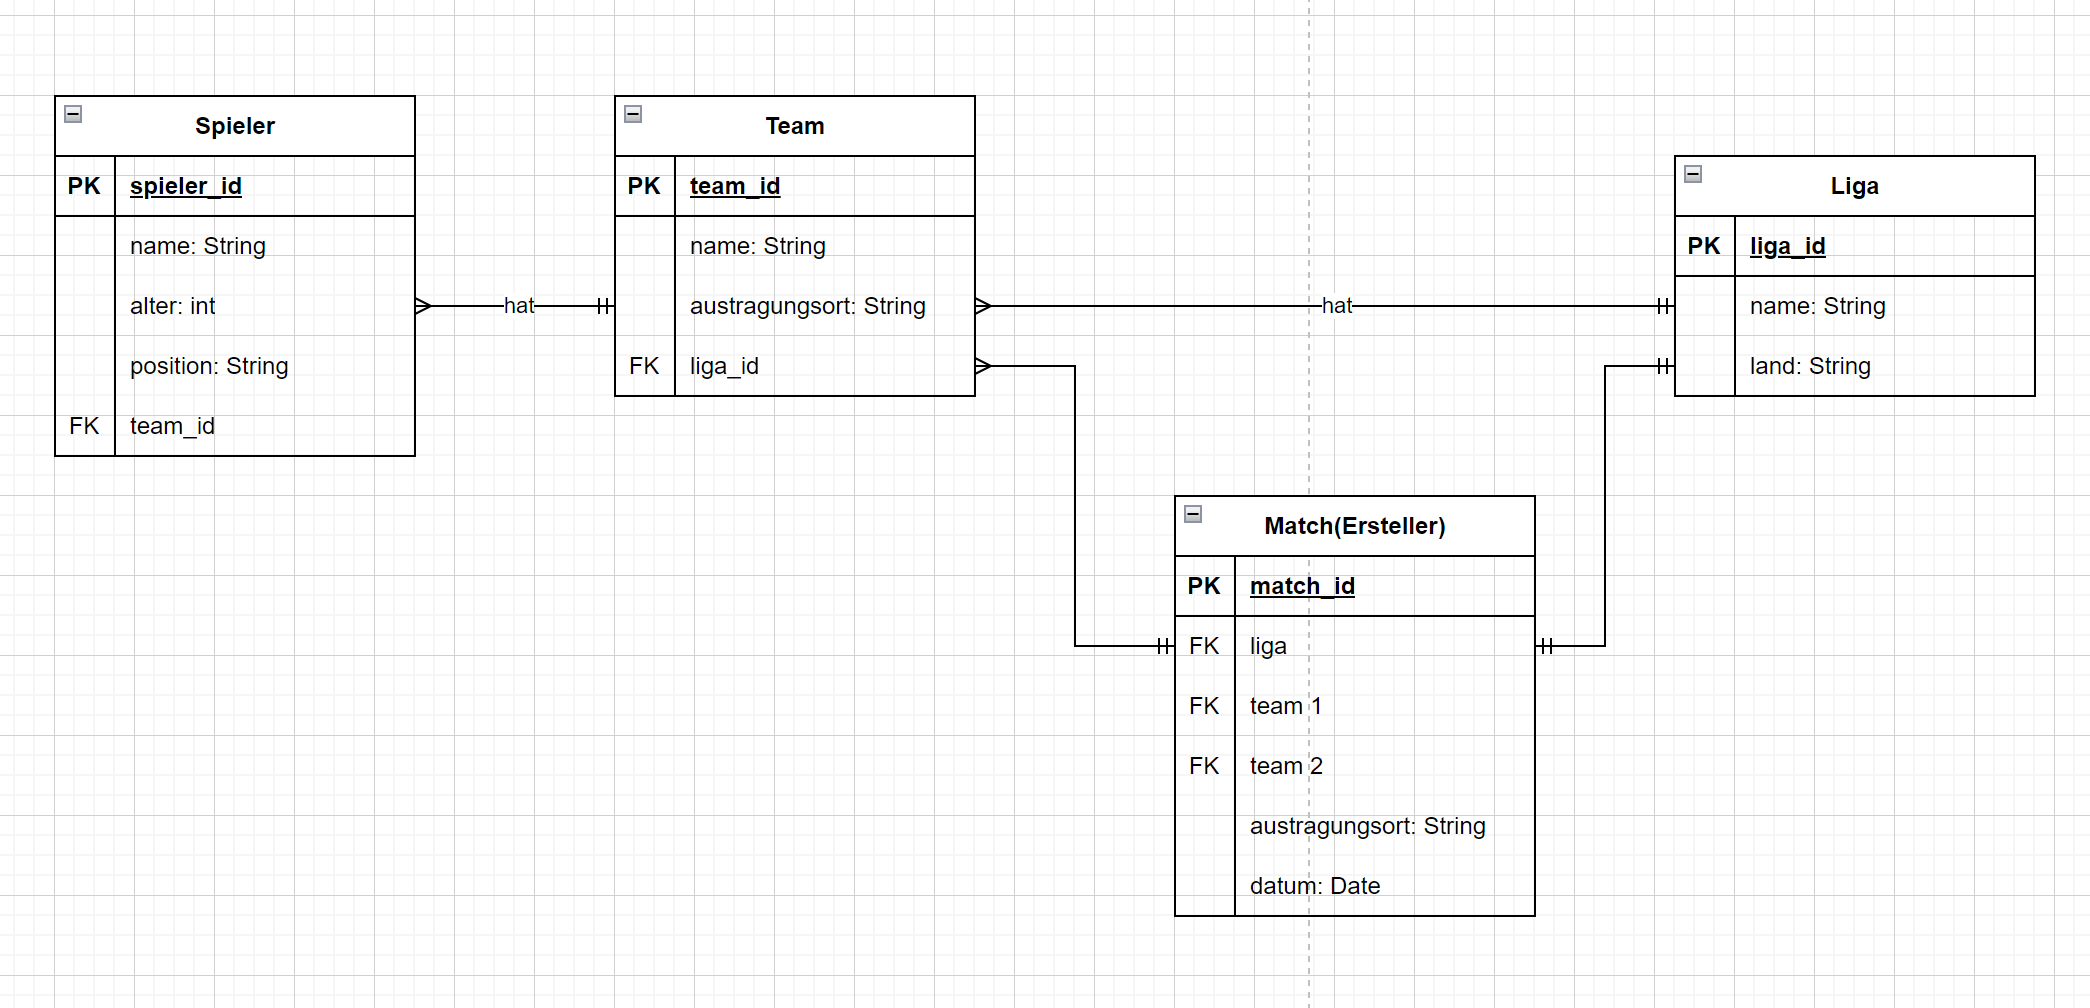 Spieler
PK spieler_id
name: String
alter: int
position: String
FK team_id
hat
Team
PK team_id
name: String
austragungsort: String
FK liga_id
hat
Liga
PK liga_id
name: String
land: String
Match(Ersteller)
PK match_id
FK liga
FK team 1
FK team 2
austragungsort: String
datum: Date